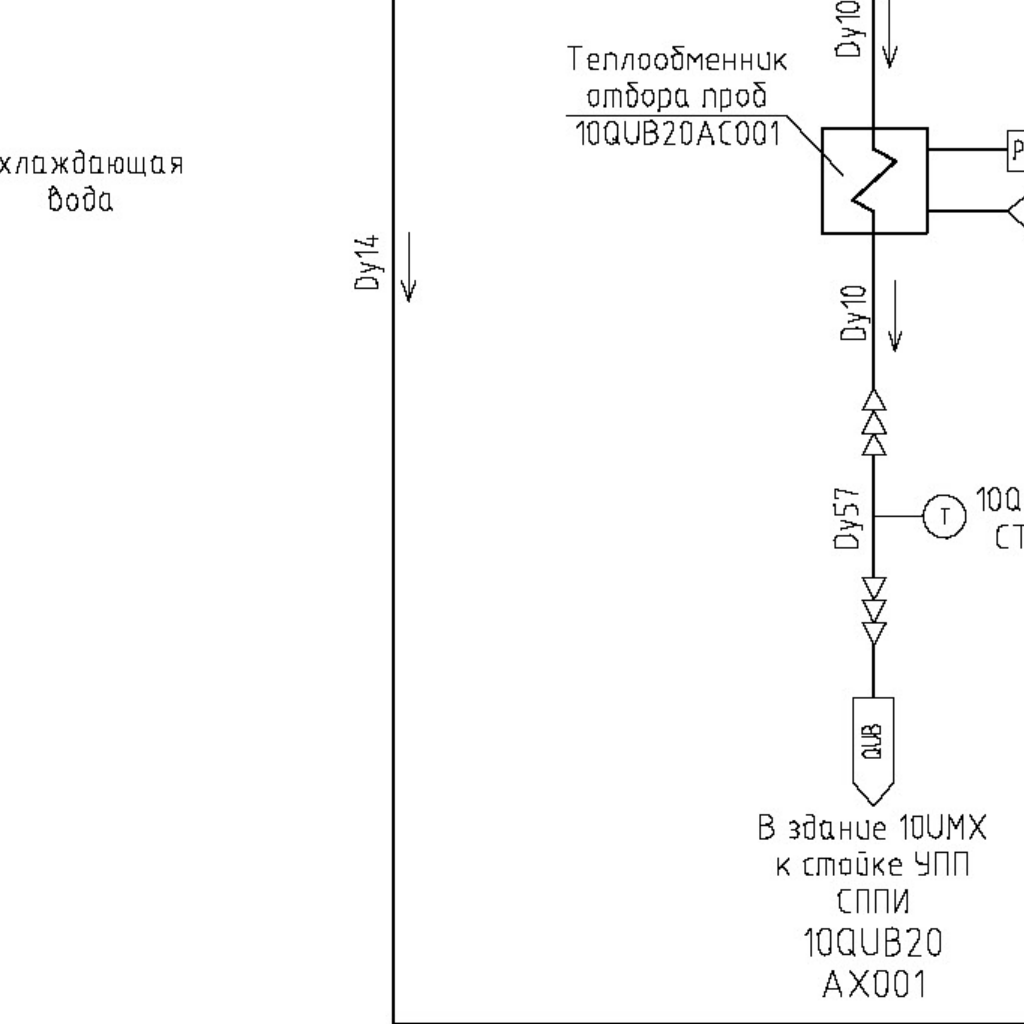 Dy10
Теплообменник
отбора проб
10QUB20AC001
хлаждающая
вода
P
Dy14
Dy10
Dy57
T
10Q
СТ
QUB
В здание 10UMX
к стойке УПП
СППИ
10QUB20
AX001